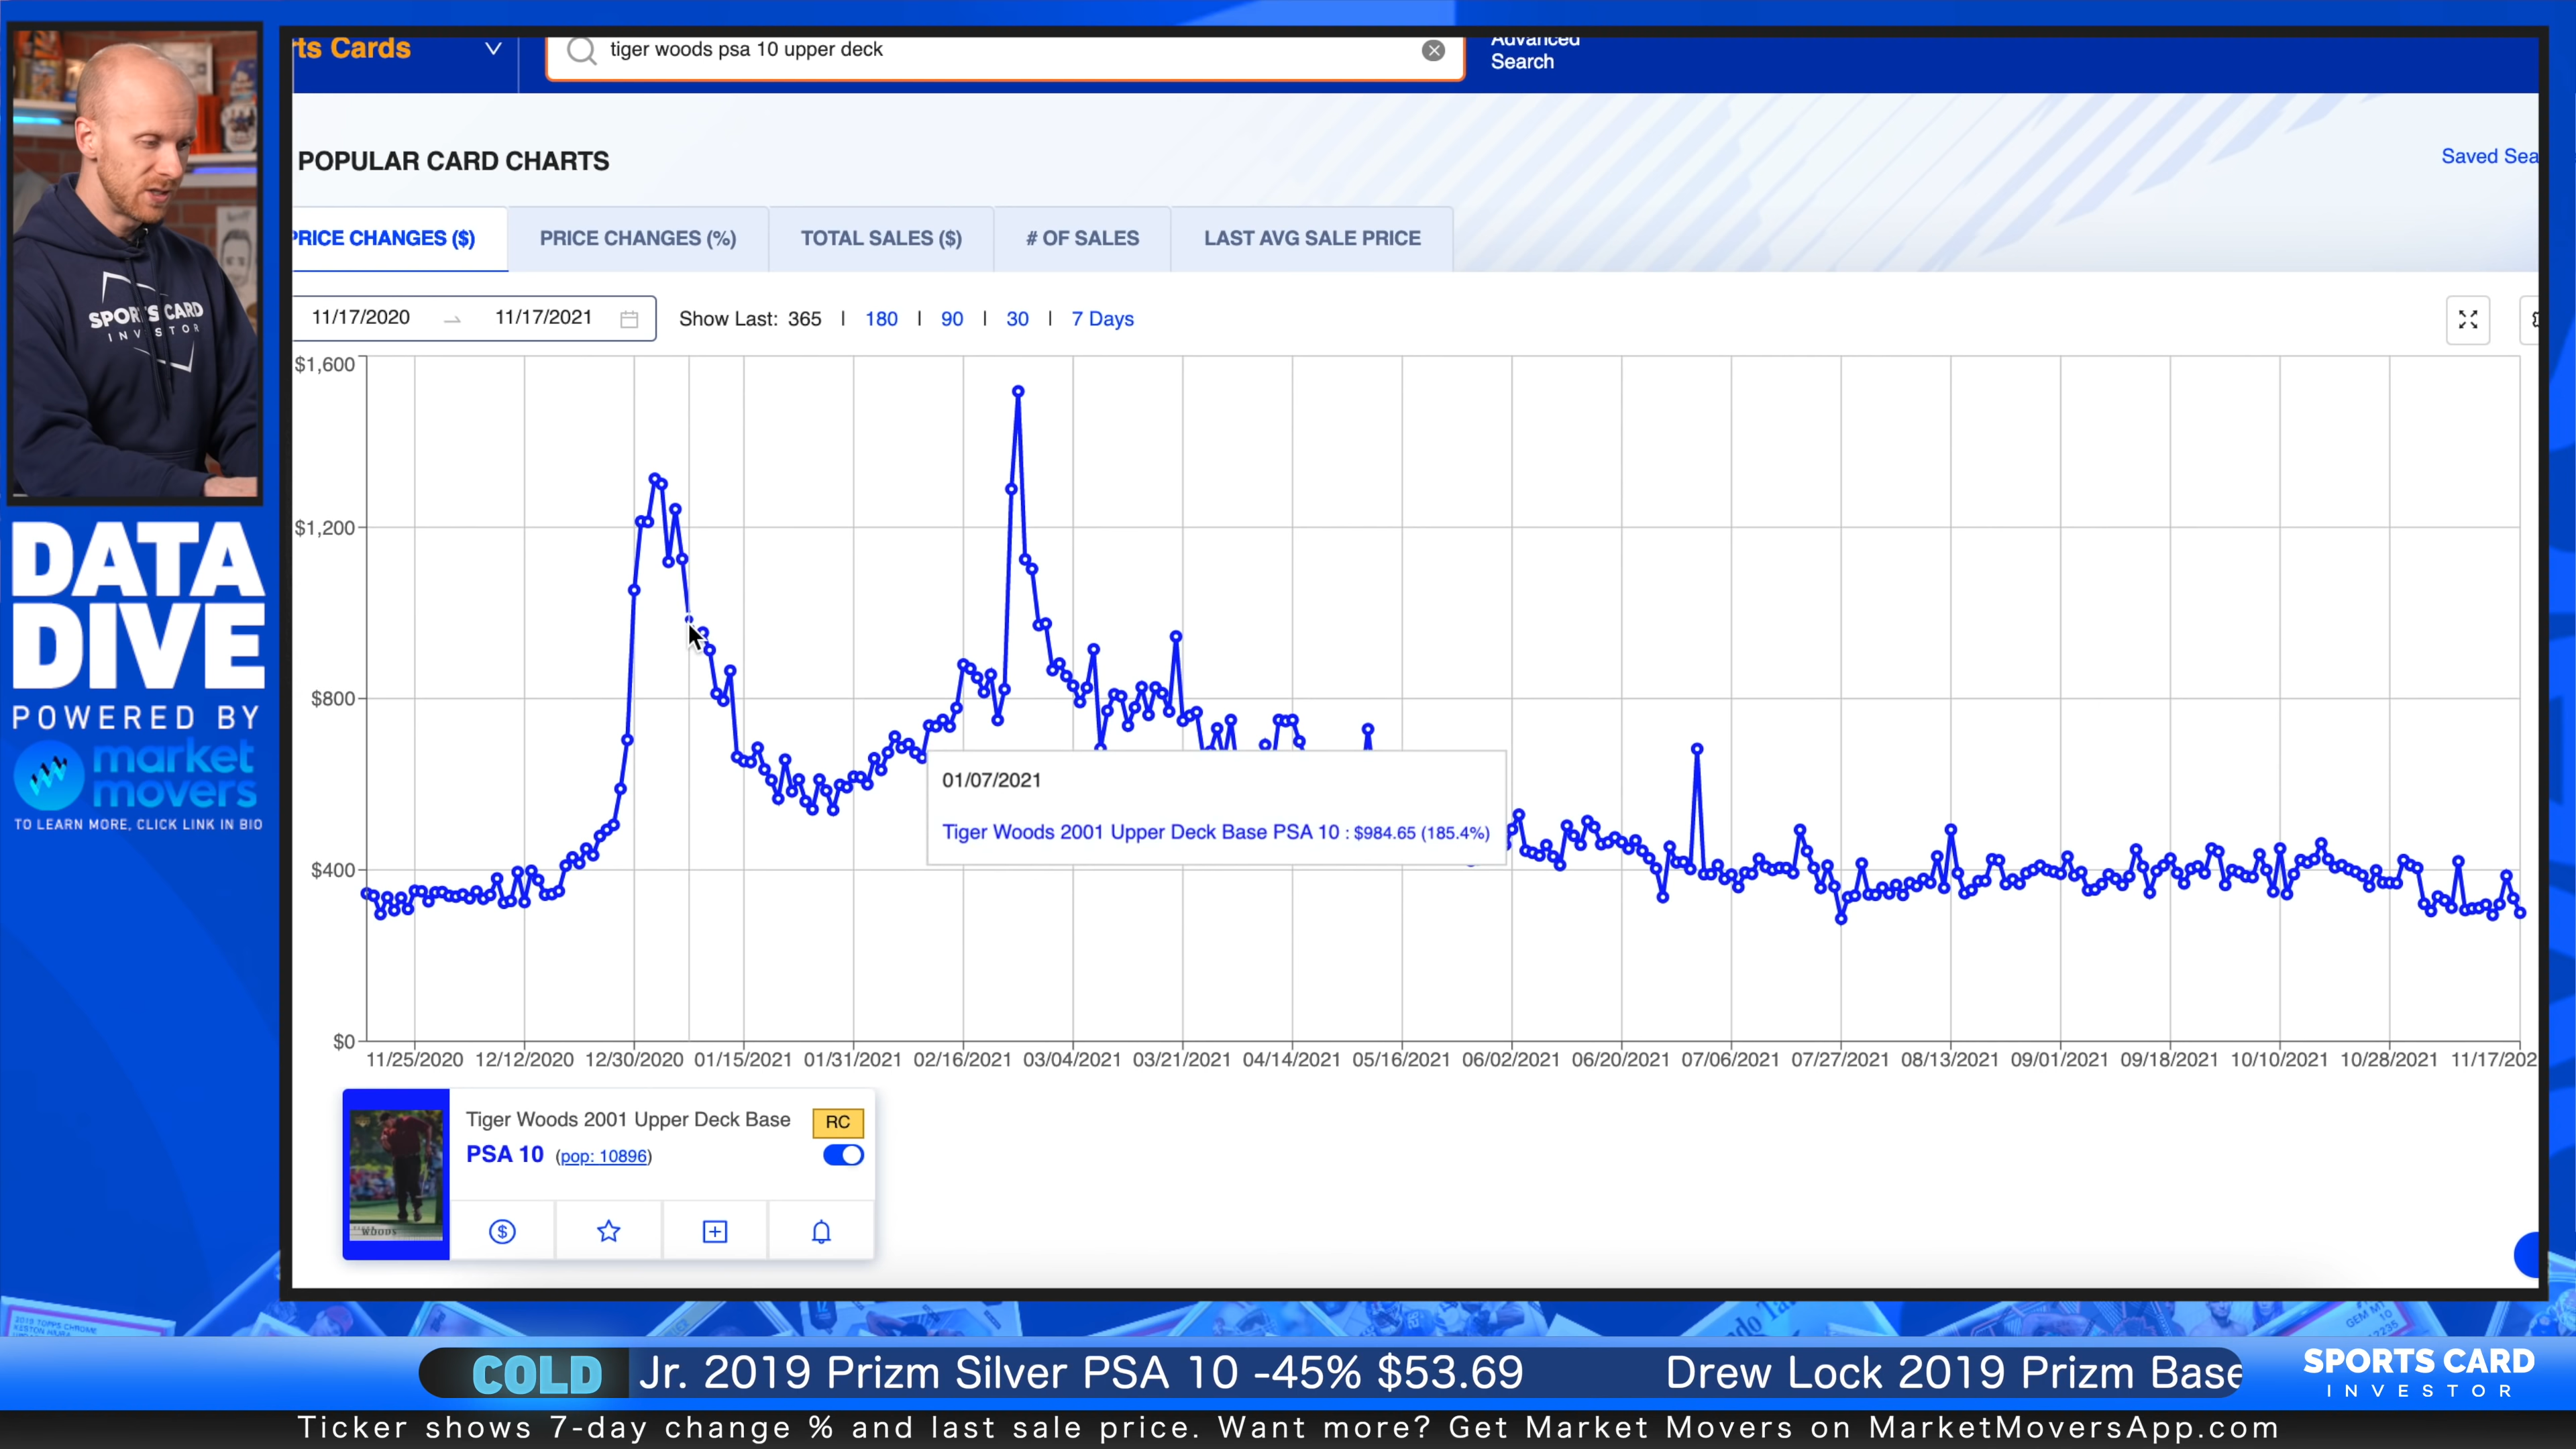 rts Cards
tiger woods psa 10 upper deck
Advanced
Search
POPULAR CARD CHARTS
Saved Sea
PRICE CHANGES ($)
PRICE CHANGES (%)
TOTAL SALES ($)
# OF SALES
LAST AVG SALE PRICE
11/17/2020 → 11/17/2021
Show Last: 365 | 180 | 90 | 30 | 7 Days
$1,600
$1,200
$800
$400
$0
01/07/2021
Tiger Woods 2001 Upper Deck Base PSA 10 : $984.65 (185.4%)
11/25/2020 12/12/2020 12/30/2020 01/15/2021 01/31/2021 02/16/2021 03/04/2021 03/21/2021 04/14/2021 05/16/2021 06/02/2021 06/20/2021 07/06/2021 07/27/2021 08/13/2021 09/01/2021 09/18/2021 10/10/2021 10/28/2021 11/17/202
Tiger Woods 2001 Upper Deck Base
RC
PSA 10 (pop: 10896)
WOODS
SPORTS CARD
INVESTOR
DATA
DIVE
POWERED BY
market
movers
TO LEARN MORE, CLICK LINK IN BIO
2019 TOPPS CHROME
GEM MT
COLD
Jr. 2019 Prizm Silver PSA 10 -45% $53.69
Drew Lock 2019 Prizm Base
SPORTS CARD
INVESTOR
Ticker shows 7-day change % and last sale price. Want more? Get Market Movers on MarketMoversApp.com